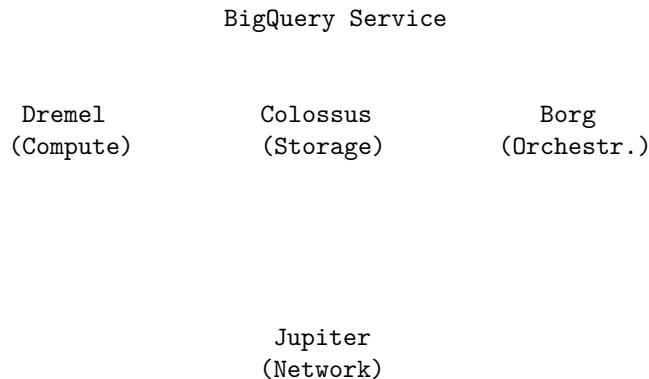 BigQuery Service
Dremel Colossus Borg
(Compute) (Storage) (Orchestr.)
Jupiter
(Network)